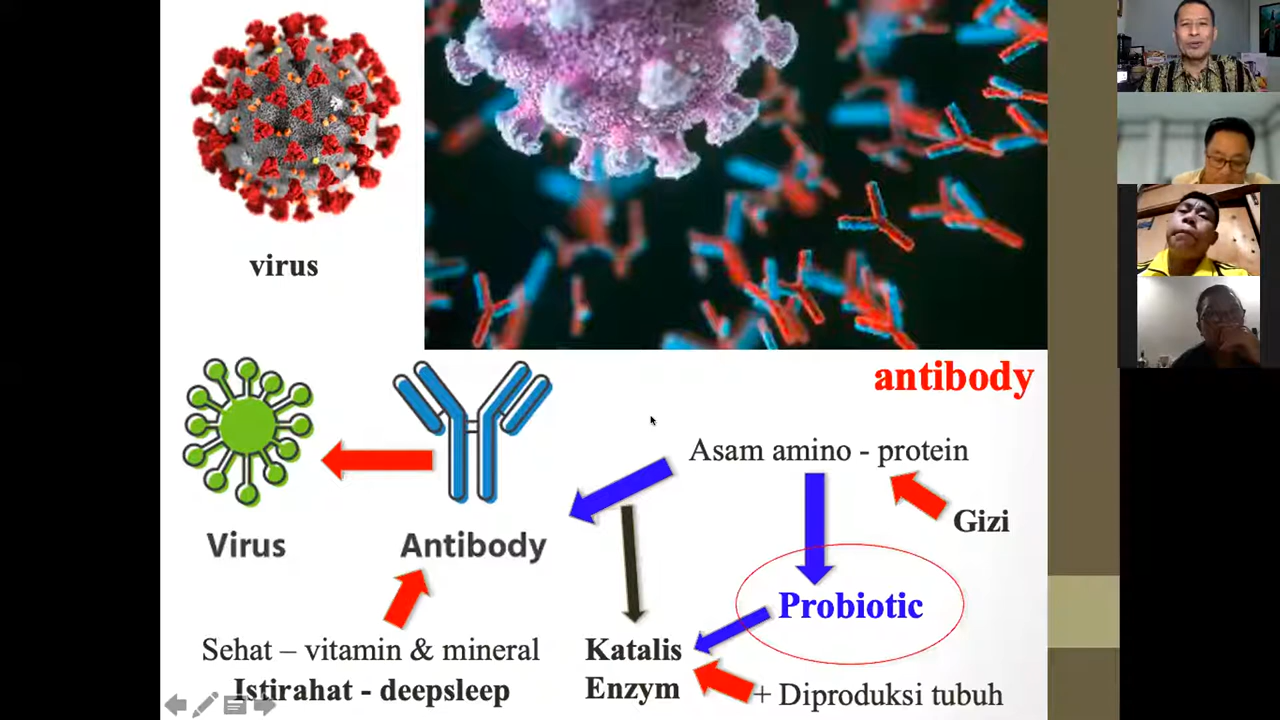 virus
antibody
Asam amino - protein
Gizi
Virus
Antibody
Probiotic
Sehat – vitamin & mineral
Istirahat - deepsleep
Katalis
Enzym
+ Diproduksi tubuh